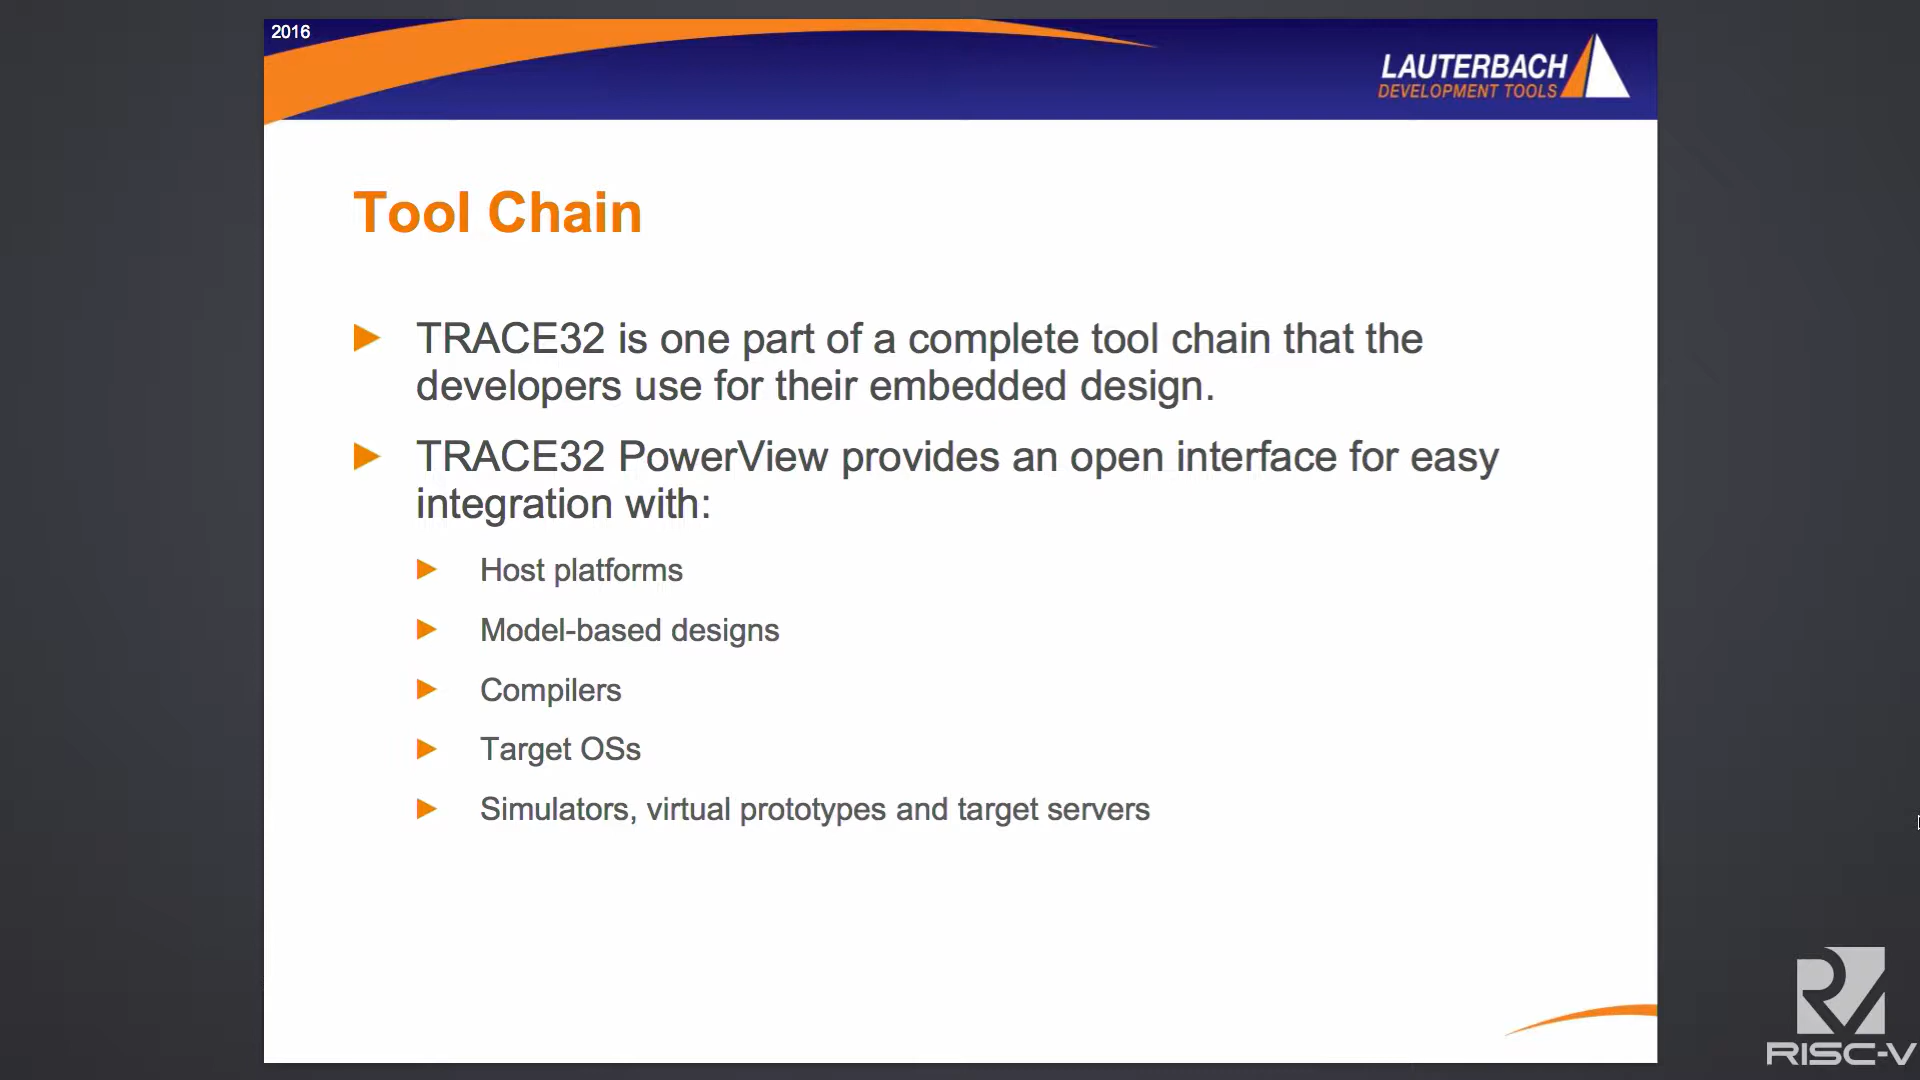 2016
LAUTERBACH
DEVELOPMENT TOOLS
Tool Chain
TRACE32 is one part of a complete tool chain that the
developers use for their embedded design.
TRACE32 PowerView provides an open interface for easy
integration with:
Host platforms
Model-based designs
Compilers
Target OSs
Simulators, virtual prototypes and target servers
RISC-V